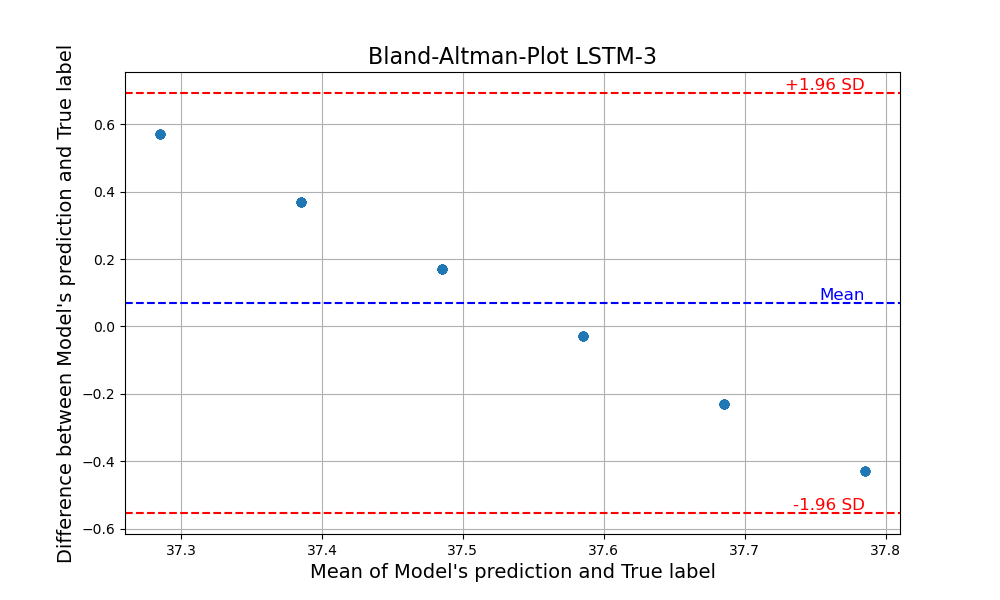 Bland-Altman-Plot LSTM-3
Difference between Model's prediction and True label
+1.96 SD
0.6
0.4
0.2
Mean
0.0
−0.2
−0.4
-1.96 SD
−0.6
37.3 37.4 37.5 37.6 37.7 37.8
Mean of Model's prediction and True label